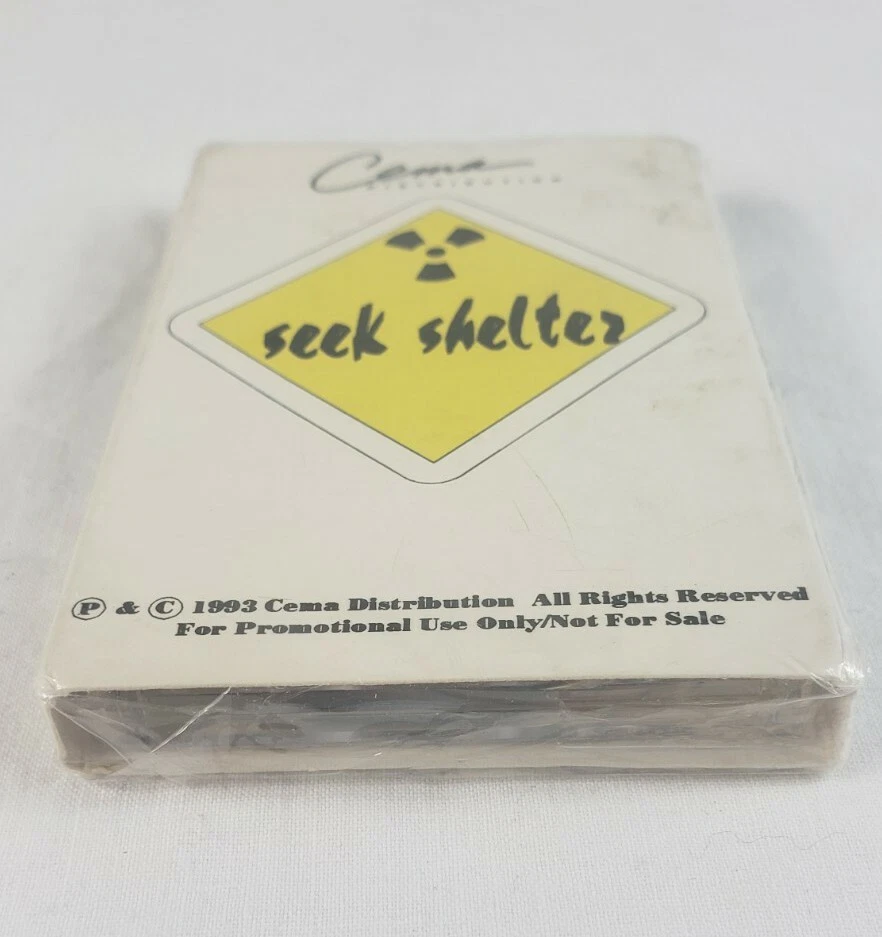 Cema
DISTRIBUTION
seek shelter
Ⓟ & Ⓒ 1993 Cema Distribution All Rights Reserved
For Promotional Use Only/Not For Sale